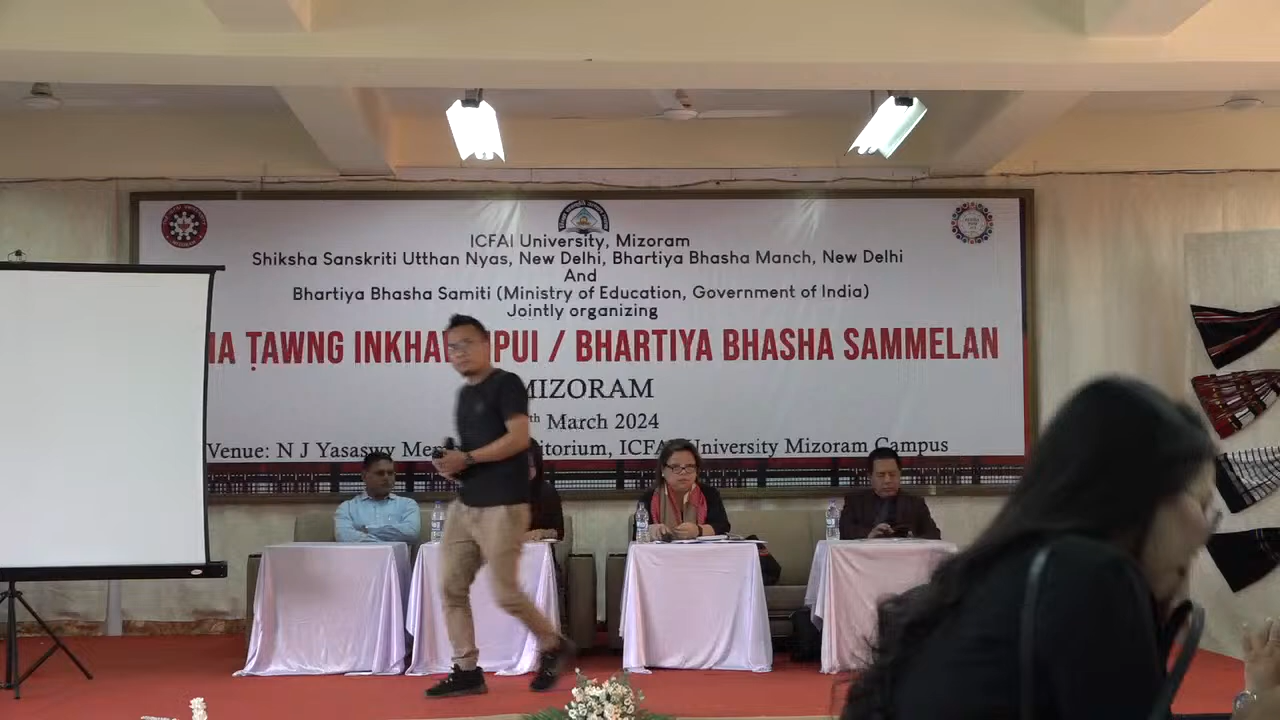 ICFAI University, Mizoram
Shiksha Sanskriti Utthan Nyas, New Delhi, Bhartiya Bhasha Manch, New Delhi
And
Bhartiya Bhasha Samiti (Ministry of Education, Government of India)
Jointly organizing
ṬAWNG / BHARTIYA BHASHA SAMMELAN
MIZORAM
March 2024
Venue: N J Yasaswy ICFAI University Mizoram Campus